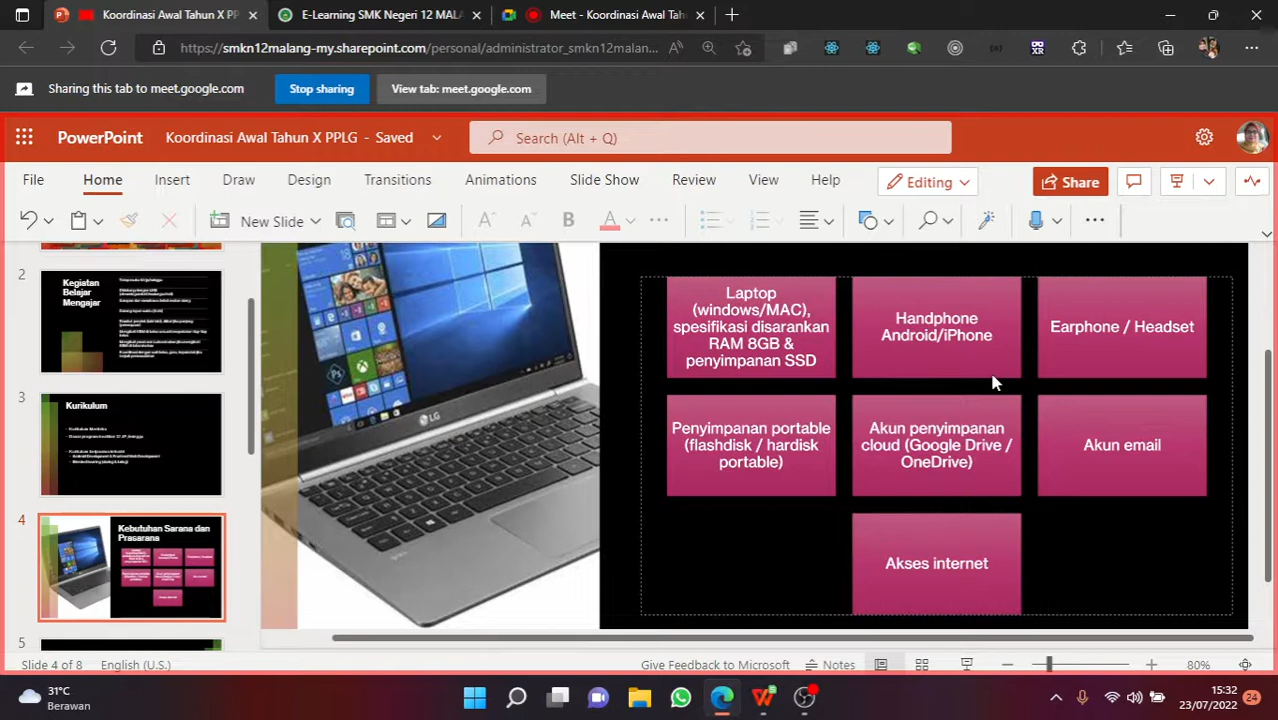 Koordinasi Awal Tahun X PP
E-Learning SMK Negeri 12 MALA
Meet - Koordinasi Awal Tahu
https://smkn12malang-my.sharepoint.com/personal/administrator_smkn12malan...
Sharing this tab to meet.google.com
Stop sharing
View tab: meet.google.com
PowerPoint
Koordinasi Awal Tahun X PPLG - Saved
Search (Alt + Q)
File
Home
Insert
Draw
Design
Transitions
Animations
Slide Show
Review
View
Help
Editing
Share
New Slide
2
Kegiatan
Belajar
Mengajar
3
Kurikulum
4
Kebutuhan Sarana dan
Prasarana
5
LG
Laptop
(windows/MAC),
spesifikasi disarankan
RAM 8GB &
penyimpanan SSD
Handphone
Android/iPhone
Earphone / Headset
Penyimpanan portable
(flashdisk / hardisk
portable)
Akun penyimpanan
cloud (Google Drive /
OneDrive)
Akun email
Akses internet
Slide 4 of 8
English (U.S.)
Give Feedback to Microsoft
Notes
80%
31°C
Berawan
15:32
23/07/2022
24